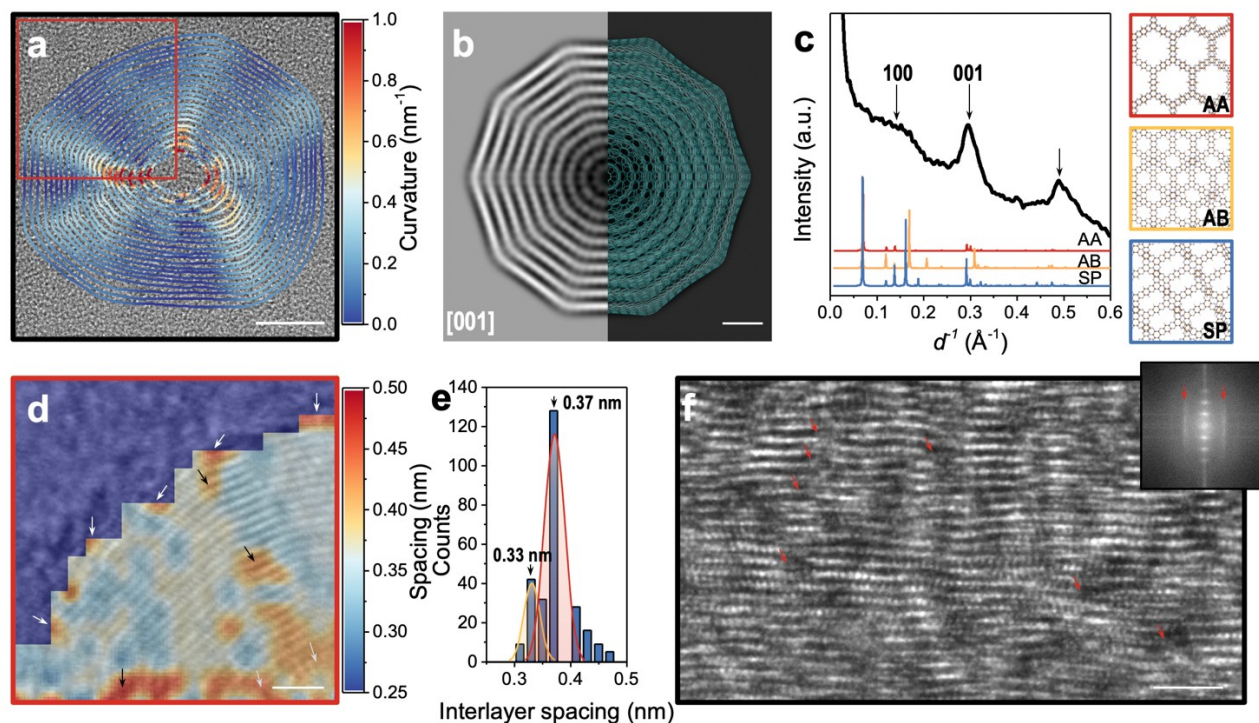 a
1.0
0.8
0.6
0.4
0.2
0.0
Curvature (nm⁻¹)
b
[001]
c
100
001
AA
AB
SP
Intensity (a.u.)
0.0 0.1 0.2 0.3 0.4 0.5 0.6
d⁻¹ (Å⁻¹)
AA
AB
SP
d
0.50
0.45
0.40
0.35
0.30
0.25
Spacing (nm)
e
140
120
100
80
60
40
20
0
Counts
0.37 nm
0.33 nm
0.3 0.4 0.5
Interlayer spacing (nm)
f